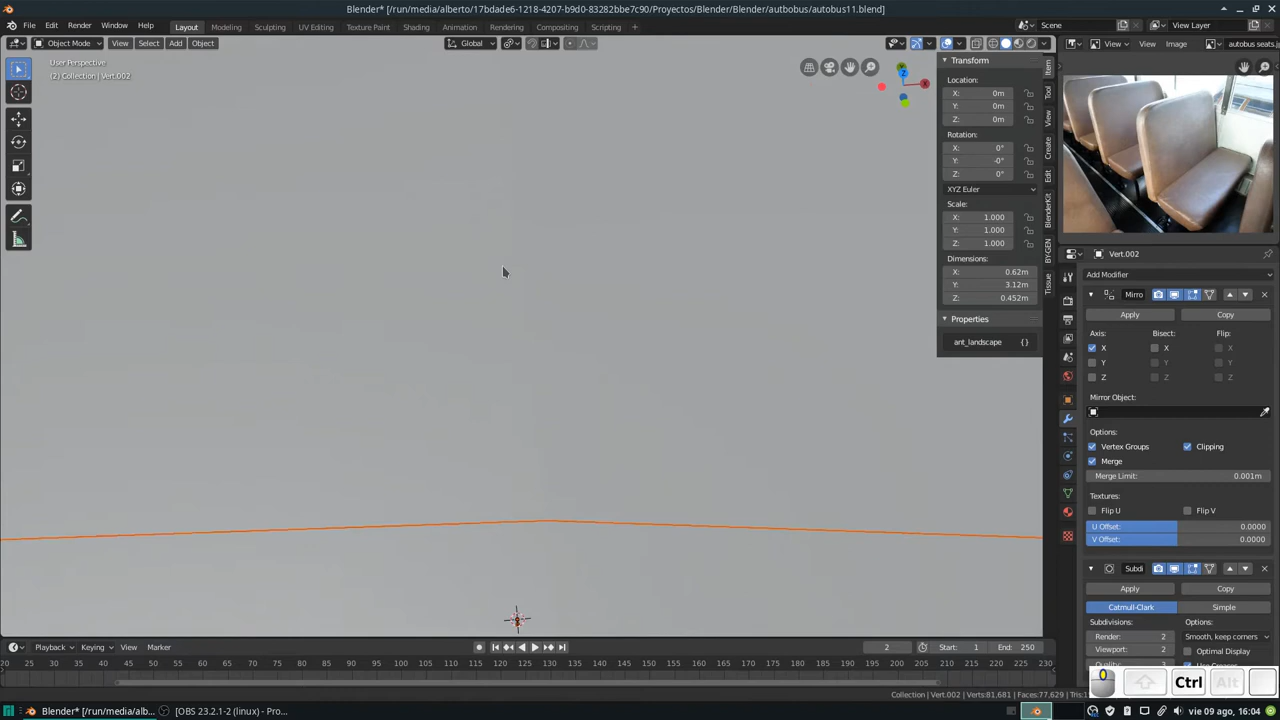 Blender* [/run/media/alberto/17bdade6-1218-4207-b9d0-83282bbe7c90/Proyectos/Blender/Blender/autbobus/autobus11.blend]
File Edit Render Window Help Layout Modeling Sculpting UV Editing Texture Paint Shading Animation Rendering Compositing Scripting Scene View Layer
Object Mode View Select Add Object Global View View Image autobus seats.j
User Perspective
(2) Collection | Vert.002
Transform
Location:
X: 0m
Y: 0m
Z: 0m
Rotation:
X: 0°
Y: -0°
Z: 0°
XYZ Euler
Scale:
X: 1.000
Y: 1.000
Z: 1.000
Dimensions:
X: 0.62m
Y: 3.12m
Z: 0.452m
Properties
ant_landscape
Item
Tool
View
Create
Edit
BlenderKit
BY-GEN
Tissue
Vert.002
Add Modifier
Mirro
Apply Copy
Axis: Bisect: Flip:
X X X
Y Y Y
Z Z Z
Mirror Object:
Options:
Vertex Groups Clipping
Merge
Merge Limit: 0.001m
Textures:
Flip U Flip V
U Offset: 0.0000
V Offset: 0.0000
Subdi
Apply Copy
Catmull-Clark Simple
Subdivisions: Options:
Render: 2 Smooth, keep corners
Viewport: 2 Optimal Display
Playback Keying View Marker 2 Start: 1 End: 250
20 5 10 15 20 25 30 35 40 45 50 55 60 65 70 75 80 85 90 95 100 105 110 115 120 125 130 135 140 145 150 155 160 165 170 175 180 185 190 195 200 205 210 215 220 225 230
Ctrl Alt
Collection | Vert.002 | Verts:81,681 | Faces:77,629 | Tris:1
Blender* [/run/media/alb... [OBS 23.2.1-2 (linux) - Pro... vie 09 ago, 16:04